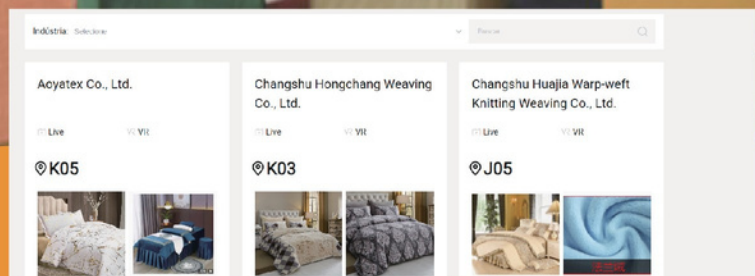 Indústria: Selecione
Buscar
Aoyatex Co., Ltd.
Live VR
K05
Changshu Hongchang Weaving
Co., Ltd.
Live VR
K03
Changshu Huajia Warp-weft
Knitting Weaving Co., Ltd.
Live VR
J05